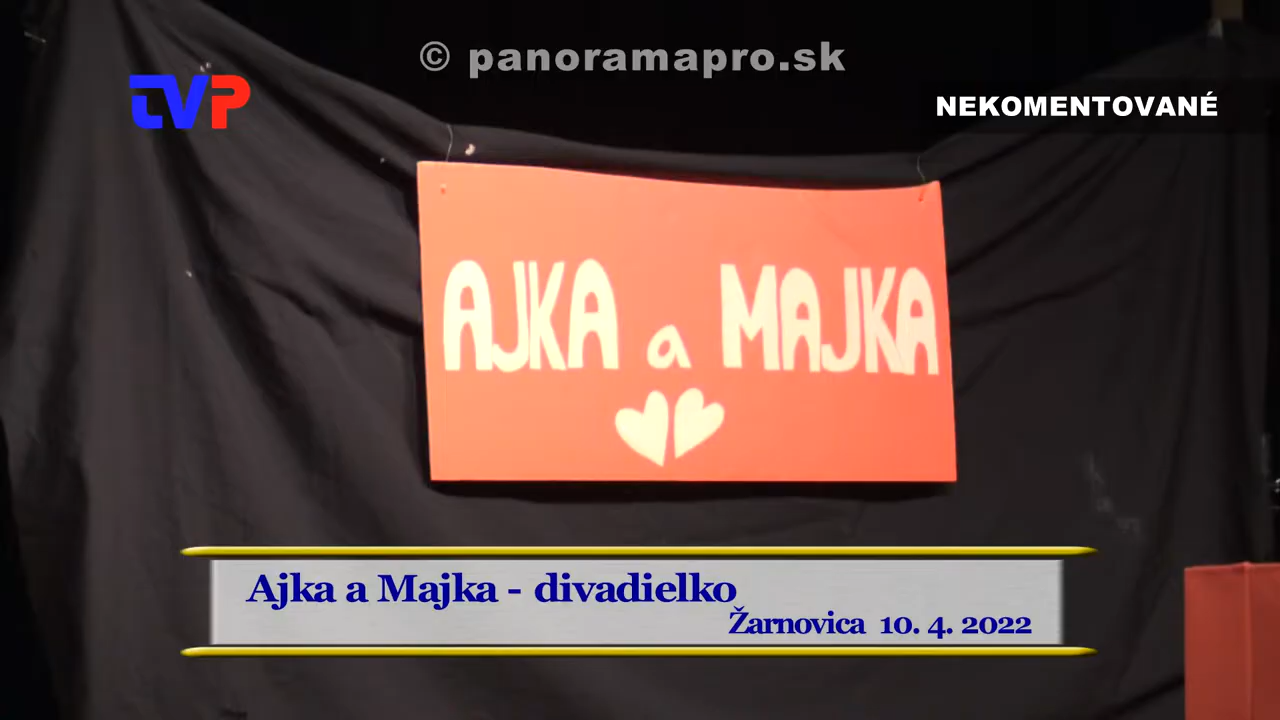 © panoramapro.sk
TVP
NEKOMENTOVANÉ
AJKA a MAJKA
Ajka a Majka - divadielko
Žarnovica 10. 4. 2022